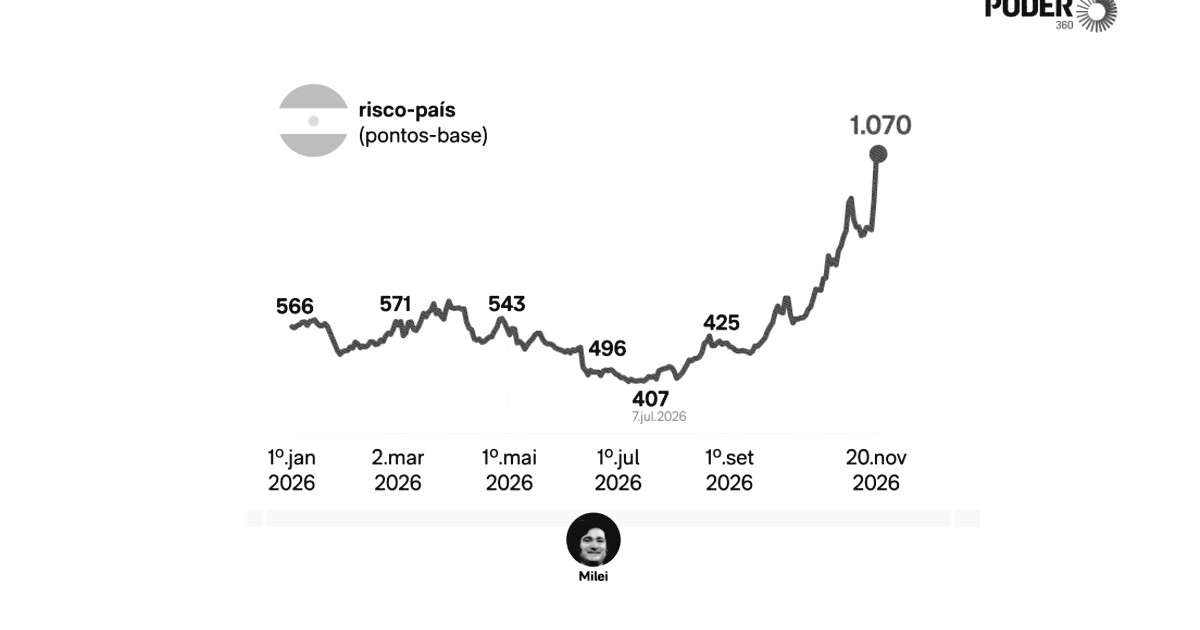 PODER
360
risco-país
(pontos-base)
1.070
566
571
543
496
425
407
7.jul.2026
1º.jan
2026
2.mar
2026
1º.mai
2026
1º.jul
2026
1º.set
2026
20.nov
2026
Milei